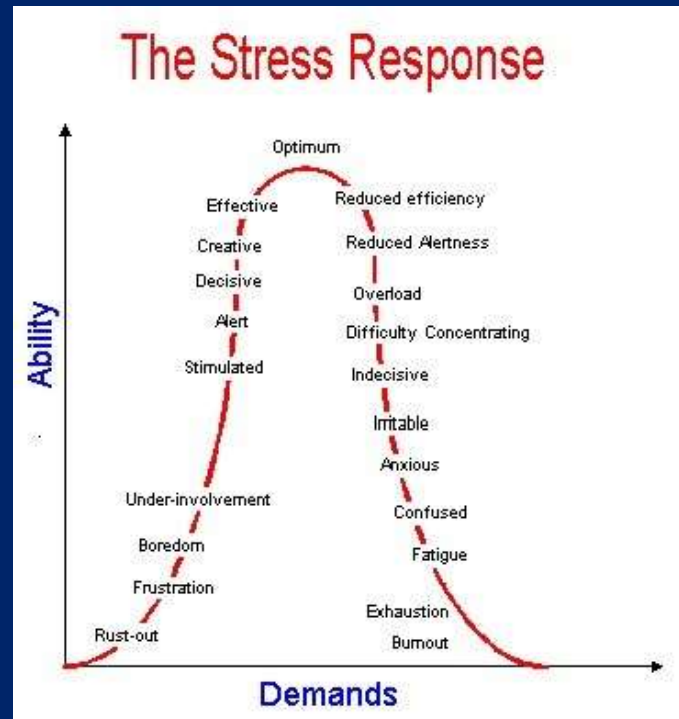 The Stress Response
Optimum
Effective
Reduced efficiency
Creative
Reduced Alertness
Decisive
Overload
Alert
Difficulty Concentrating
Stimulated
Indecisive
Irritable
Anxious
Under-involvement
Confused
Boredom
Fatigue
Frustration
Exhaustion
Rust-out
Burnout
Ability
Demands